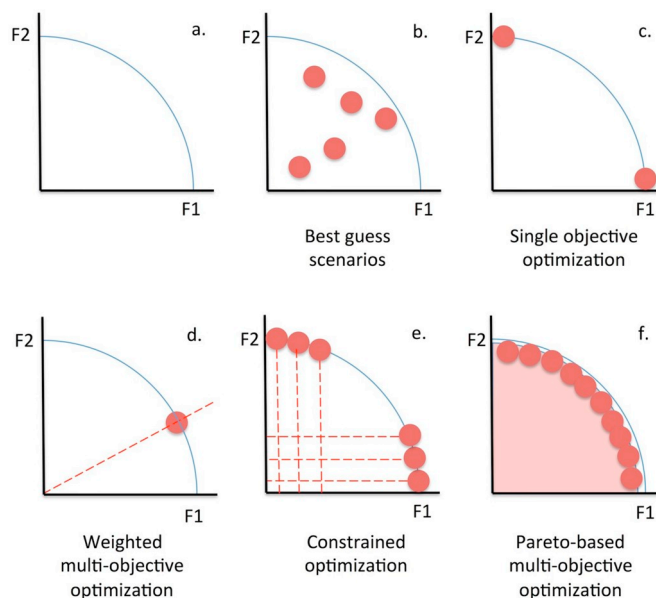 a.
F2
F1
b.
F2
F1
Best guess
scenarios
c.
F2
F1
Single objective
optimization
d.
F2
F1
Weighted
multi-objective
optimization
e.
F2
F1
Constrained
optimization
f.
F2
F1
Pareto-based
multi-objective
optimization